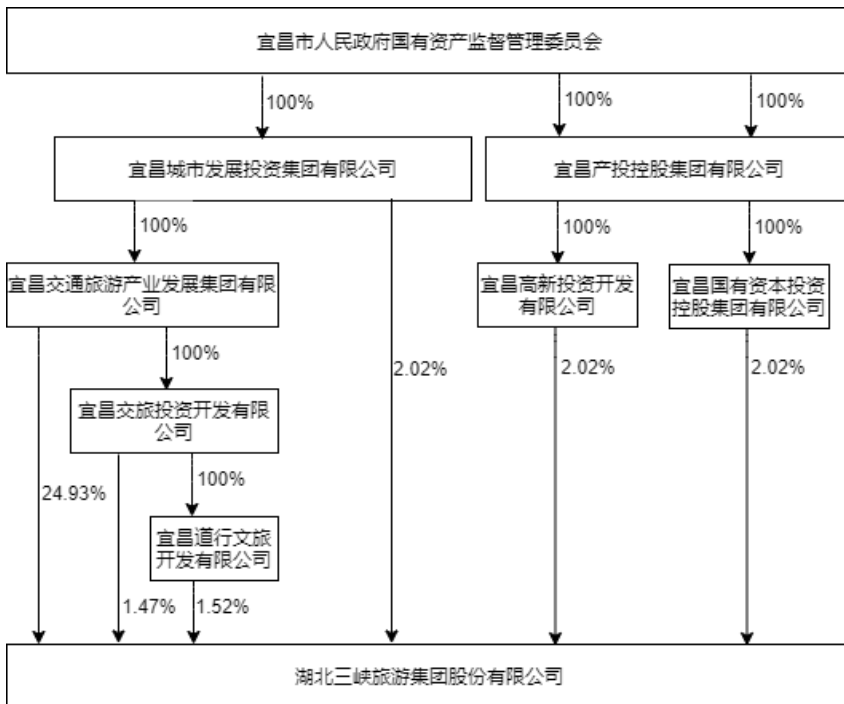 宜昌市人民政府国有资产监督管理委员会
100%
100%
100%
宜昌城市发展投资集团有限公司
宜昌产投控股集团有限公司
100%
100%
100%
宜昌交通旅游产业发展集团有限
公司
宜昌高新投资开发
有限公司
宜昌国有资本投资
控股集团有限公司
100%
2.02%
2.02%
2.02%
宜昌交旅投资开发有限
公司
100%
24.93%
宜昌道行文旅
开发有限公司
1.47%
1.52%
湖北三峡旅游集团股份有限公司